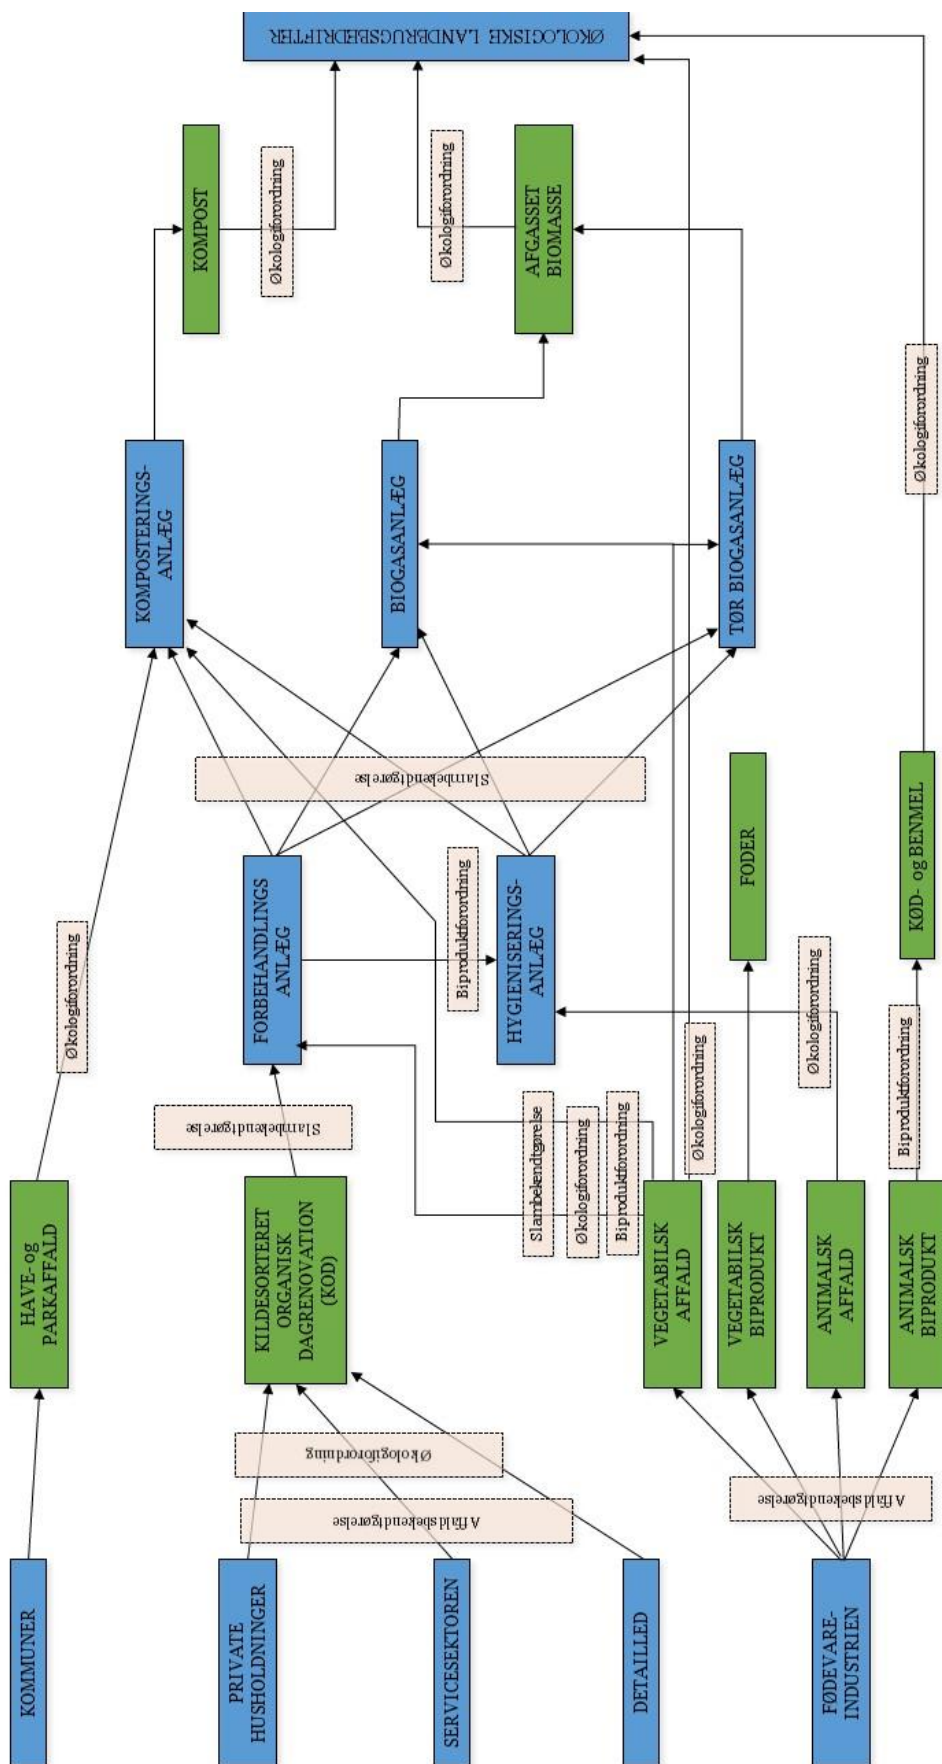 KOMMUNER
PRIVATE
HUSHOLDNINGER
SERVICESEKTOREN
DETAILLED
FØDEVARE-
INDUSTRIEN
Økologiforordning
Affaldsbekendtgørelse
Affaldsbekendtgørelse
HAVE- og
PARKAFFALD
KILDESORTERET
ORGANISK
DAGRENOVATION
(KOD)
VEGETABILSK
AFFALD
VEGETABILSK
BIPRODUKT
ANIMALSK
AFFALD
ANIMALSK
BIPRODUKT
Økologiforordning
Slambekendtgørelse
Slambekendtgørelse
Økologiforordning
Biproduktforordning
Økologiforordning
Økologiforordning
Biproduktforordning
FORBEHANDLINGS
ANLÆG
Biproduktforordning
HYGIENISERINGS-
ANLÆG
FODER
KØD- og BENMEL
Slambekendtgørelse
KOMPOSTERINGS-
ANLÆG
BIOGASANLÆG
TØR BIOGASANLÆG
Økologiforordning
KOMPOST
AFGASSET
BIOMASSE
Økologiforordning
Økologiforordning
ØKOLOGISKE LANDBRUGSBEDRIFTER